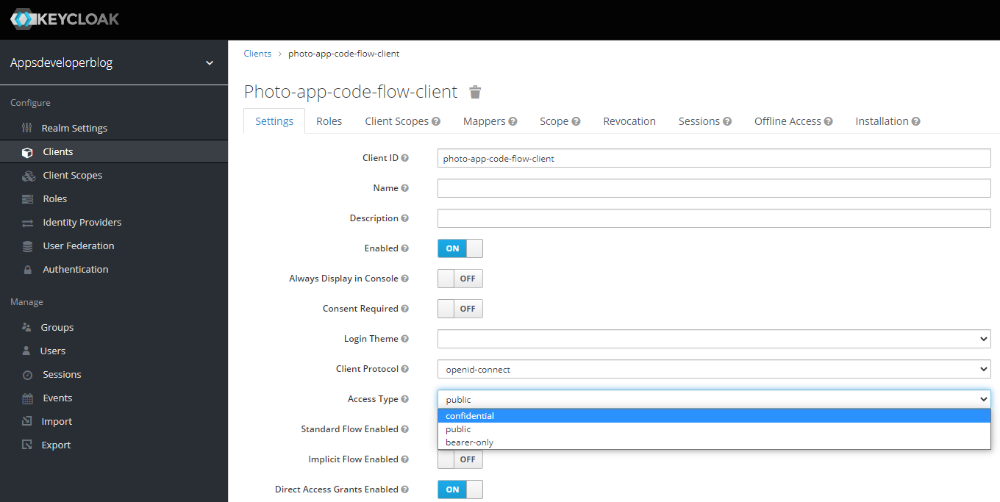 KEYCLOAK
Appsdeveloperblog
Configure
Realm Settings
Clients
Client Scopes
Roles
Identity Providers
User Federation
Authentication
Manage
Groups
Users
Sessions
Events
Import
Export
Clients > photo-app-code-flow-client
Photo-app-code-flow-client
Settings Roles Client Scopes Mappers Scope Revocation Sessions Offline Access Installation
Client ID photo-app-code-flow-client
Name
Description
Enabled ON
Always Display in Console OFF
Consent Required OFF
Login Theme
Client Protocol openid-connect
Access Type public
confidential
public
bearer-only
Standard Flow Enabled
Implicit Flow Enabled OFF
Direct Access Grants Enabled ON